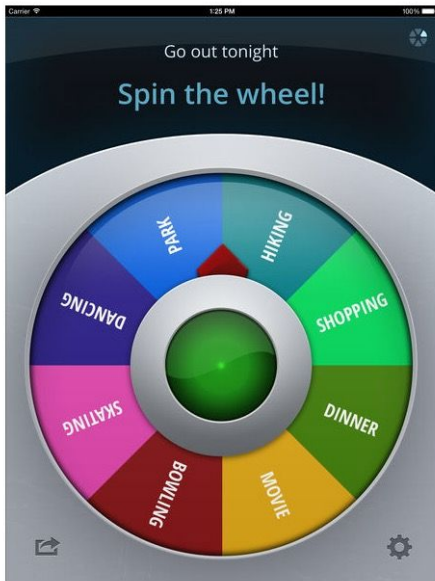 Carrier 1:25 PM 100%
Go out tonight
Spin the wheel!
PARK
HIKING
SHOPPING
DINNER
MOVIE
BOWLING
SKATING
DANCING